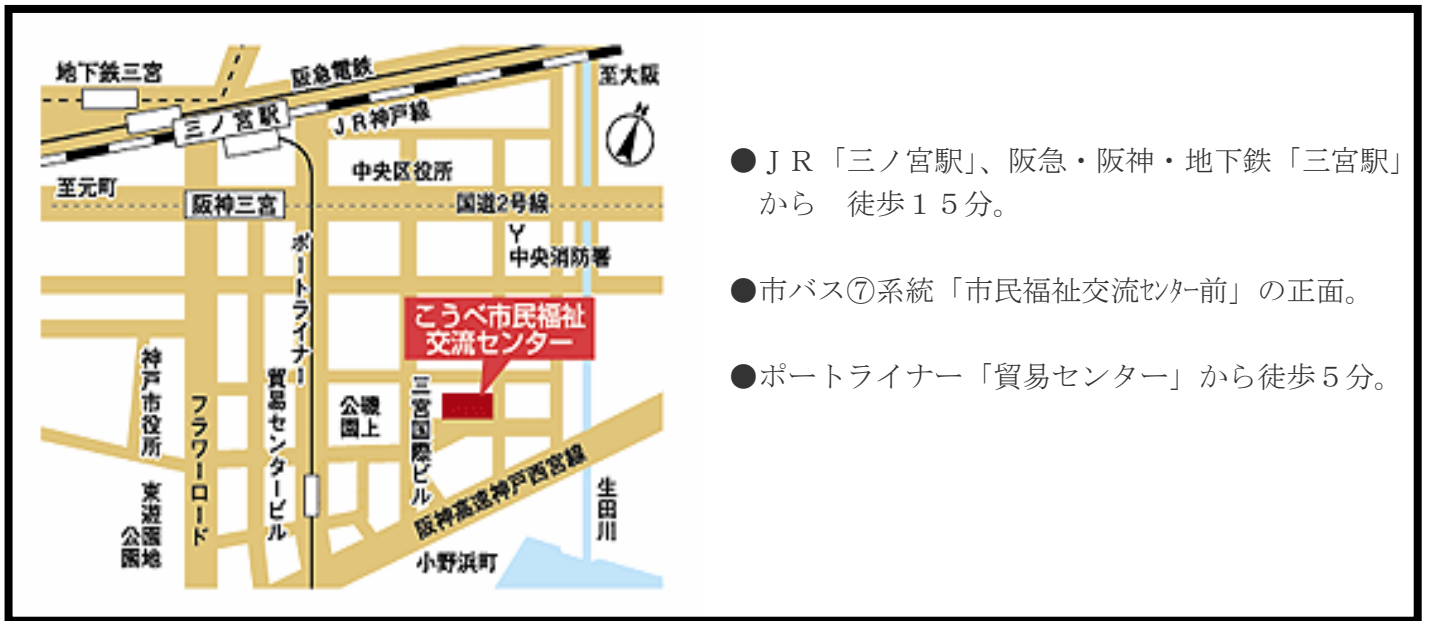 地下鉄三宮
阪急電鉄
至大阪
三ノ宮駅
JR神戸線
N
至元町
中央区役所
阪神三宮
国道2号線
Y
中央消防署
ポートライナー
こうべ市民福祉
交流センター
神戸市役所
フラワーロード
貿易センタービル
磯上
公園
三宮国際ビル
阪神高速神戸西宮線
生田川
東遊園地
公園
小野浜町
●ＪＲ「三ノ宮駅」、阪急・阪神・地下鉄「三宮駅」
から　徒歩１５分。
●市バス⑦系統「市民福祉交流ｾﾝﾀｰ前」の正面。
●ポートライナー「貿易センター」から徒歩５分。